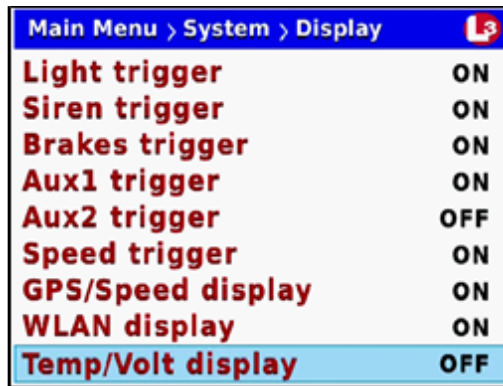 Main Menu > System > Display L3
Light trigger ON
Siren trigger ON
Brakes trigger ON
Aux1 trigger ON
Aux2 trigger OFF
Speed trigger ON
GPS/Speed display ON
WLAN display ON
Temp/Volt display OFF